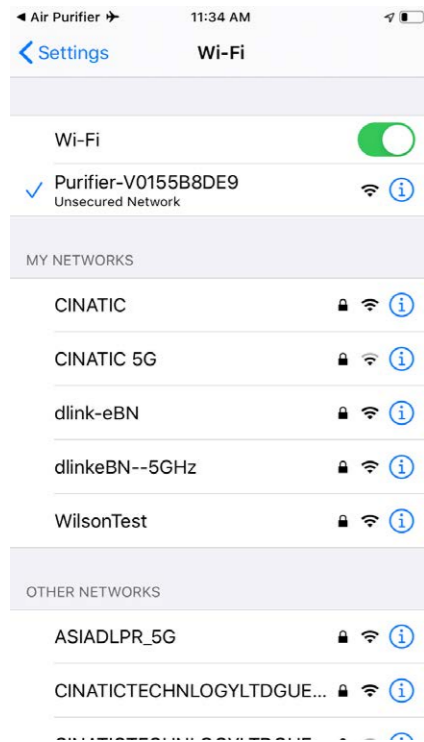 Air Purifier
11:34 AM
Settings
Wi-Fi
Wi-Fi
Purifier-V0155B8DE9
Unsecured Network
MY NETWORKS
CINATIC
CINATIC 5G
dlink-eBN
dlinkeBN--5GHz
WilsonTest
OTHER NETWORKS
ASIADLPR_5G
CINATICTECHNLOGYLTDGUE...